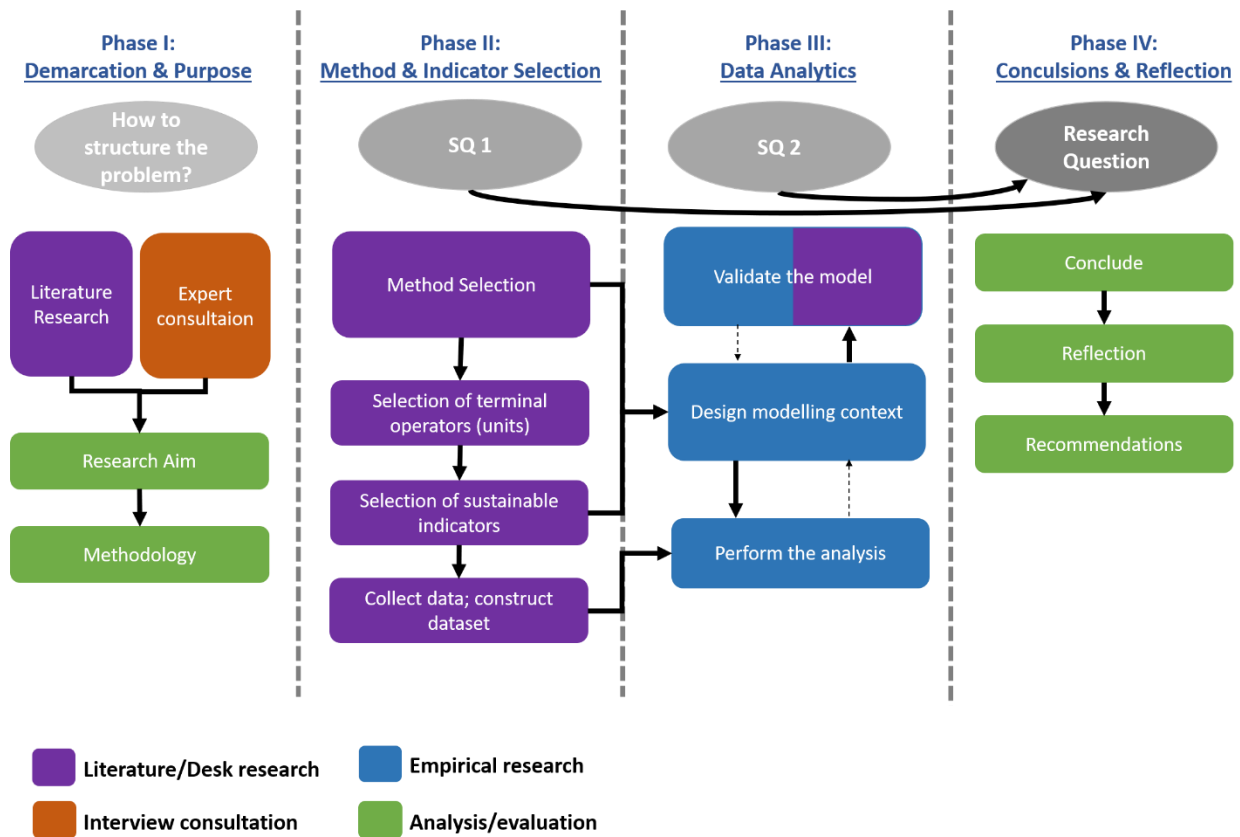 Phase I:
Demarcation & Purpose
How to
structure the
problem?
Literature
Research
Expert
consultaion
Research Aim
Methodology
Phase II:
Method & Indicator Selection
SQ 1
Method Selection
Selection of terminal
operators (units)
Selection of sustainable
indicators
Collect data; construct
dataset
Phase III:
Data Analytics
SQ 2
Validate the model
Design modelling context
Perform the analysis
Phase IV:
Conculsions & Reflection
Research
Question
Conclude
Reflection
Recommendations
Literature/Desk research
Interview consultation
Empirical research
Analysis/evaluation